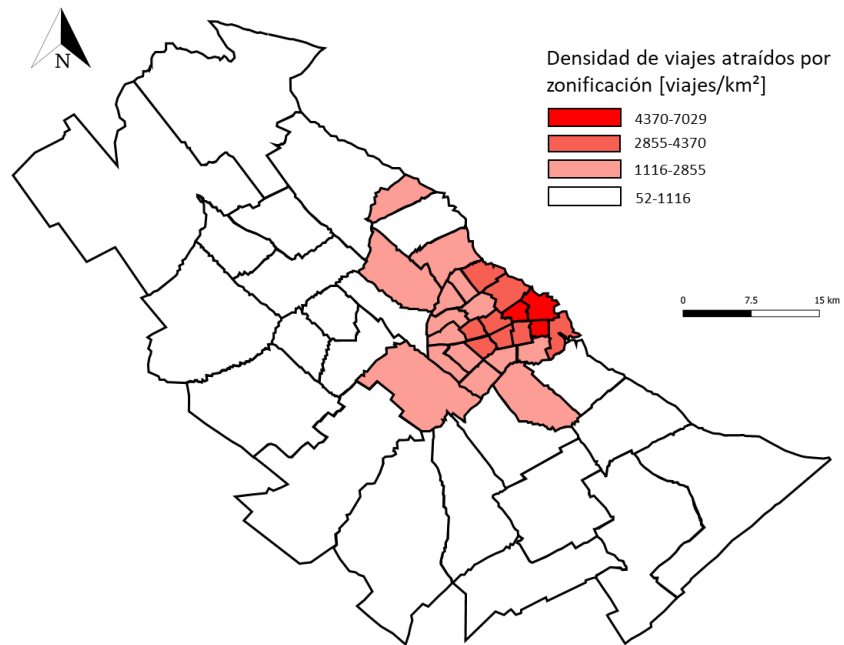 N
Densidad de viajes atraídos por
zonificación [viajes/km²]
4370-7029
2855-4370
1116-2855
52-1116
0 7.5 15 km